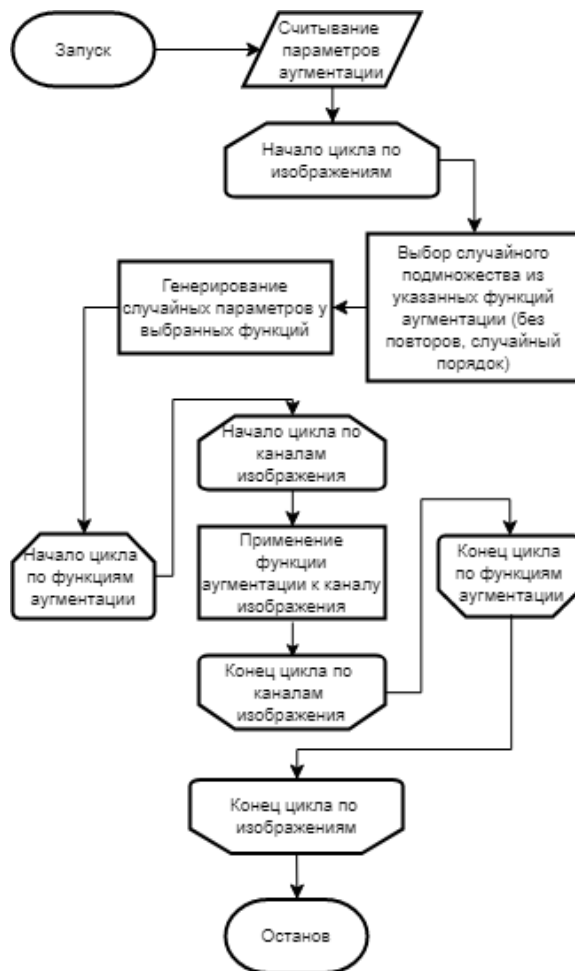 Запуск
Считывание
параметров
аугментации
Начало цикла по
изображениям
Выбор случайного
подмножества из
указанных функций
аугментации (без
повторов, случайный
порядок)
Генерирование
случайных параметров у
выбранных функций
Начало цикла
по функциям
аугментации
Начало цикла по
каналам
изображения
Применение
функции
аугментации к каналу
изображения
Конец цикла по
каналам
изображения
Конец цикла
по функциям
аугментации
Конец цикла по
изображениям
Останов